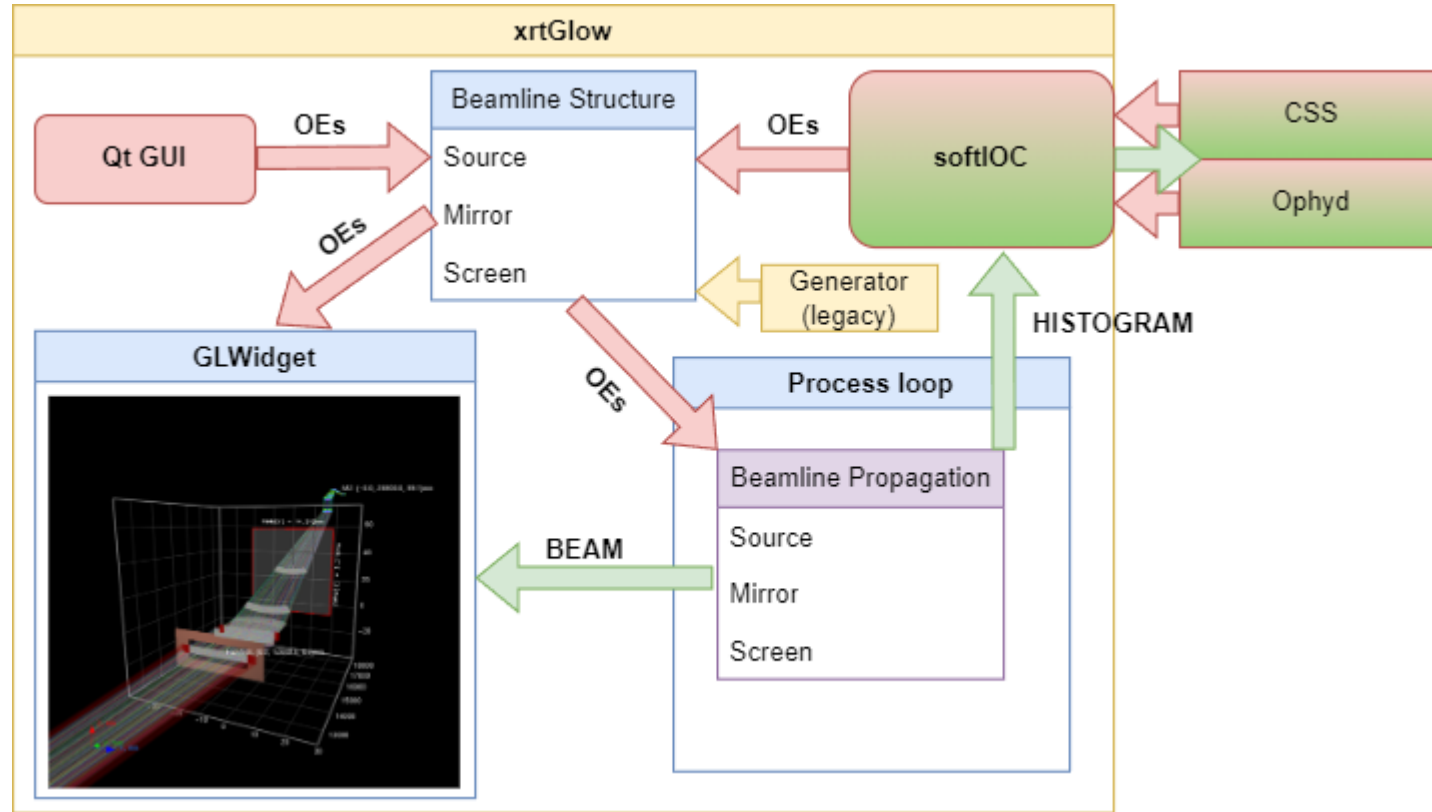 xrtGlow
Beamline Structure
Source
Mirror
Screen
Qt GUI
OEs
OEs
softIOC
CSS
Ophyd
OEs
Generator
(legacy)
HISTOGRAM
GLWidget
OEs
Process loop
Beamline Propagation
Source
Mirror
Screen
BEAM